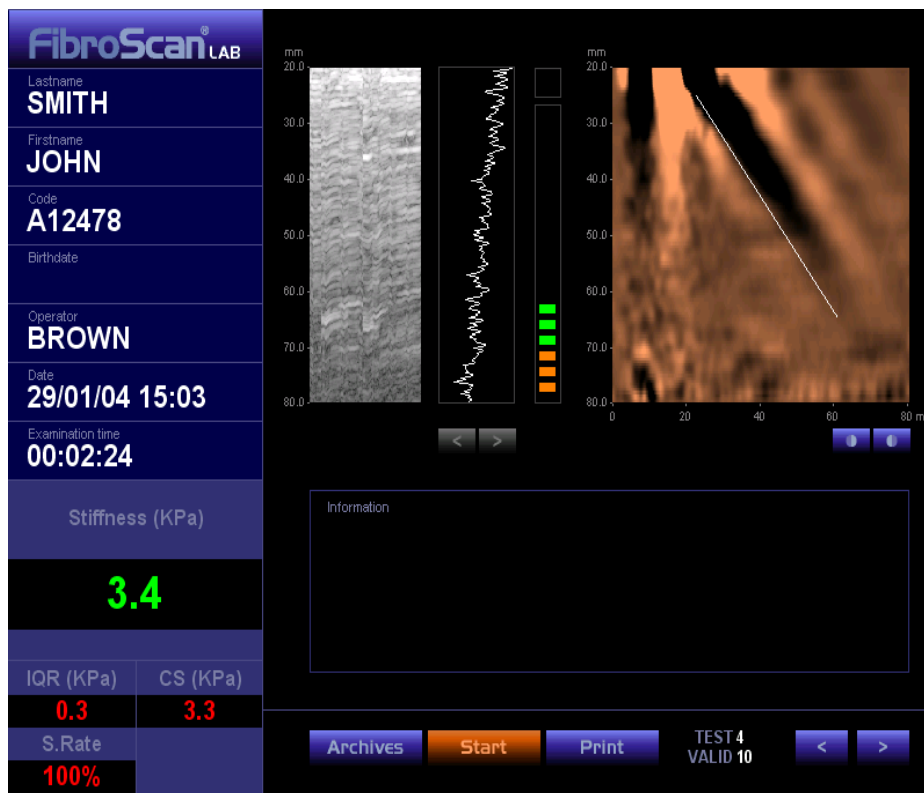 FibroScan® LAB
Lastname
SMITH
Firstname
JOHN
Code
A12478
Birthdate
Operator
BROWN
Date
29/01/04 15:03
Examination time
00:02:24
Stiffness (KPa)
3.4
IQR (KPa) CS (KPa)
0.3 3.3
S.Rate
100%
mm
20.0
30.0
40.0
50.0
60.0
70.0
80.0
< >
mm
20.0
30.0
40.0
50.0
60.0
70.0
80.0
0 20 40 60 80 m
Information
Archives Start Print
TEST 4
VALID 10
< >